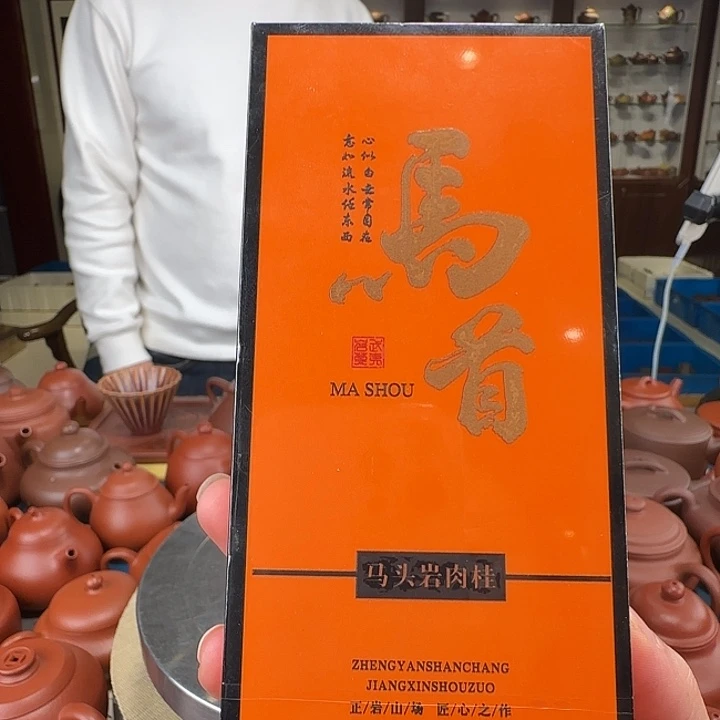 心似白云常自在
意如流水任东西
馬首
MA SHOU
马头岩肉桂
ZHENGYANSHANCHANG
JIANGXINSHOUZUO
正/岩/山/场 匠/心/之/作